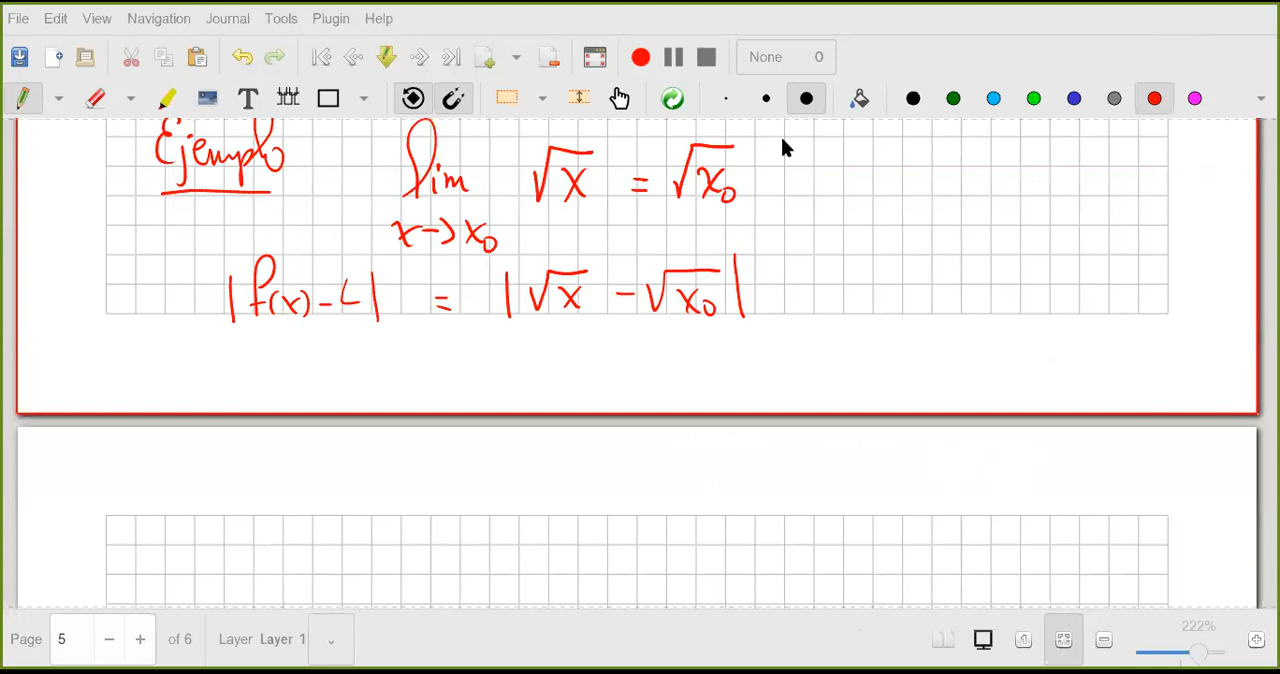 File Edit View Navigation Journal Tools Plugin Help
None 0
T
Ejemplo lim √x = √x₀
x→x₀
|f(x)-L| = |√x - √x₀|
Page 5 of 6 Layer Layer 1 222%